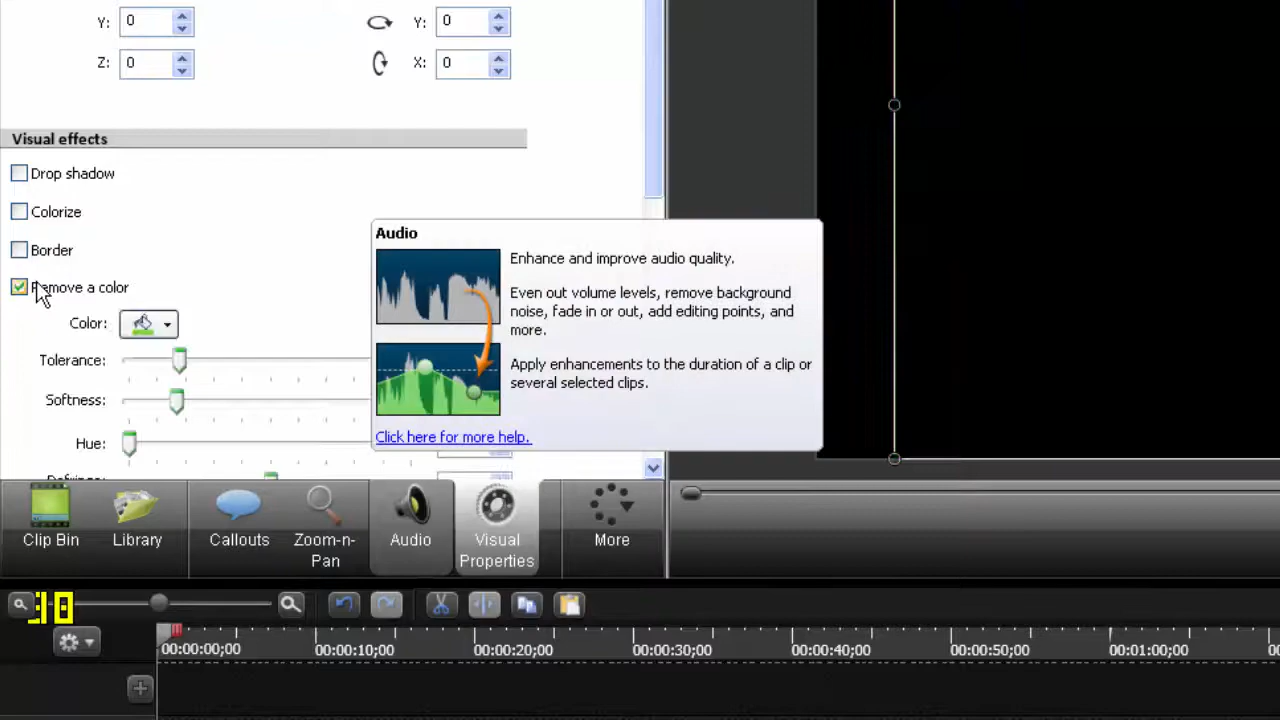 Y: 0 Y: 0
Z: 0 X: 0
Visual effects
Drop shadow
Colorize
Border
Remove a color
Color:
Tolerance:
Softness:
Hue:
Audio
Enhance and improve audio quality.
Even out volume levels, remove background
noise, fade in or out, add editing points, and
more.
Apply enhancements to the duration of a clip or
several selected clips.
Click here for more help.
Clip Bin
Library
Callouts
Zoom-n-
Pan
Audio
Visual
Properties
More
00:00:00;00 00:00:10;00 00:00:20;00 00:00:30;00 00:00:40;00 00:00:50;00 00:01:00;00